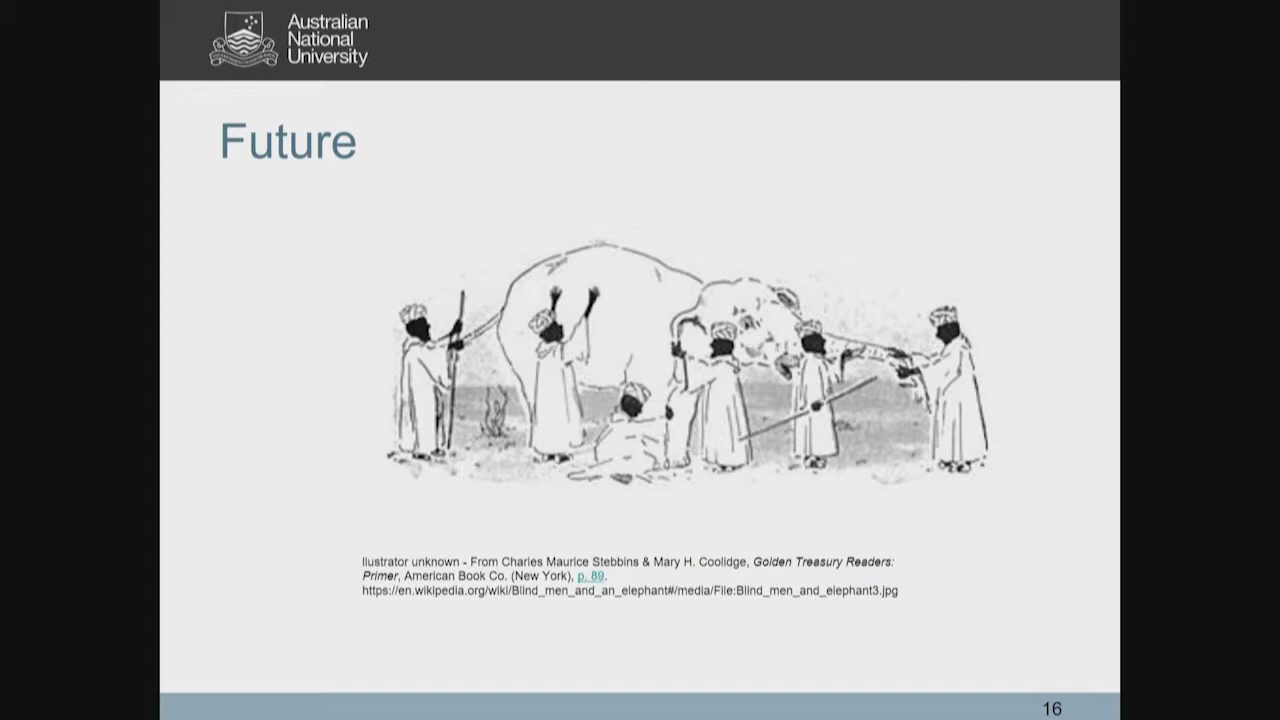 Australian
National
University
Future
llustrator unknown - From Charles Maurice Stebbins & Mary H. Coolidge, Golden Treasury Readers:
Primer, American Book Co. (New York), p. 89.
https://en.wikipedia.org/wiki/Blind_men_and_an_elephant#/media/File:Blind_men_and_elephant3.jpg
16